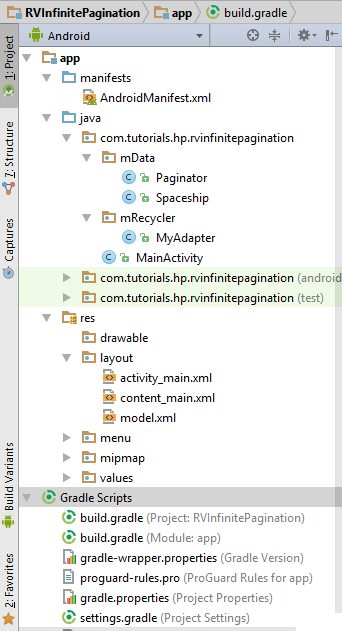 RVInfinitePagination app build.gradle
Android
1: Project
7: Structure
Captures
Build Variants
2: Favorites
app
manifests
AndroidManifest.xml
java
com.tutorials.hp.rvinfinitepagination
mData
Paginator
Spaceship
mRecycler
MyAdapter
MainActivity
com.tutorials.hp.rvinfinitepagination (android
com.tutorials.hp.rvinfinitepagination (test)
res
drawable
layout
activity_main.xml
content_main.xml
model.xml
menu
mipmap
values
Gradle Scripts
build.gradle (Project: RVInfinitePagination)
build.gradle (Module: app)
gradle-wrapper.properties (Gradle Version)
proguard-rules.pro (ProGuard Rules for app)
gradle.properties (Project Properties)
settings.gradle (Project Settings)